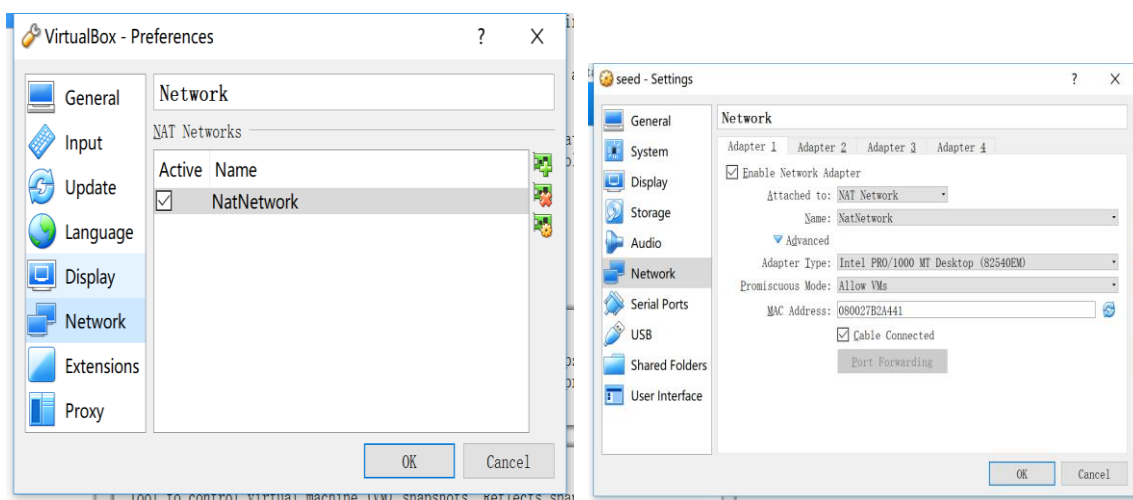 VirtualBox - Preferences ? X
General
Input
Update
Language
Display
Network
Extensions
Proxy
Network
NAT Networks
Active Name
NatNetwork
OK Cancel
Tool to control virtual machine (VM) snapshots. Reflects
seed - Settings ? X
General
System
Display
Storage
Audio
Network
Serial Ports
USB
Shared Folders
User Interface
Network
Adapter 1 Adapter 2 Adapter 3 Adapter 4
Enable Network Adapter
Attached to: NAT Network
Name: NatNetwork
Advanced
Adapter Type: Intel PRO/1000 MT Desktop (82540EM)
Promiscuous Mode: Allow VMs
MAC Address: 080027B2A441
Cable Connected
Port Forwarding
OK Cancel